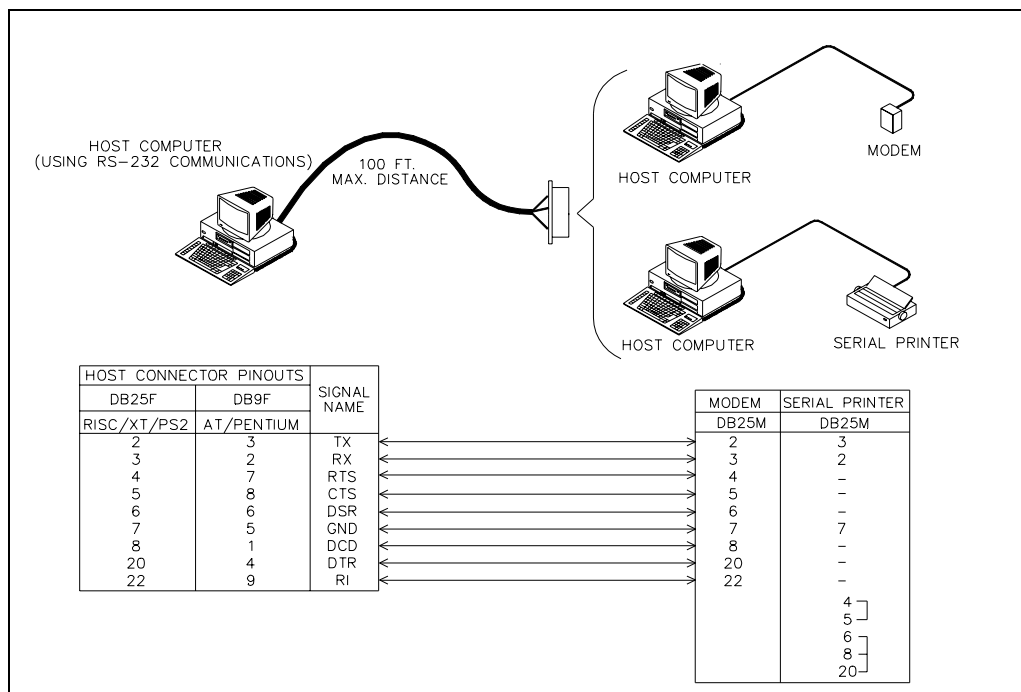 HOST COMPUTER
(USING RS-232 COMMUNICATIONS)
100 FT.
MAX. DISTANCE
HOST COMPUTER
MODEM
HOST COMPUTER
SERIAL PRINTER
HOST CONNECTOR PINOUTS
SIGNAL NAME
DB25F DB9F
RISC/XT/PS2 AT/PENTIUM
MODEM SERIAL PRINTER
DB25M DB25M
2 3 TX 2 3
3 2 RX 3 2
4 7 RTS 4 -
5 8 CTS 5 -
6 6 DSR 6 -
7 5 GND 7 7
8 1 DCD 8 -
20 4 DTR 20 -
22 9 RI 22 -
4
5
6
8
20